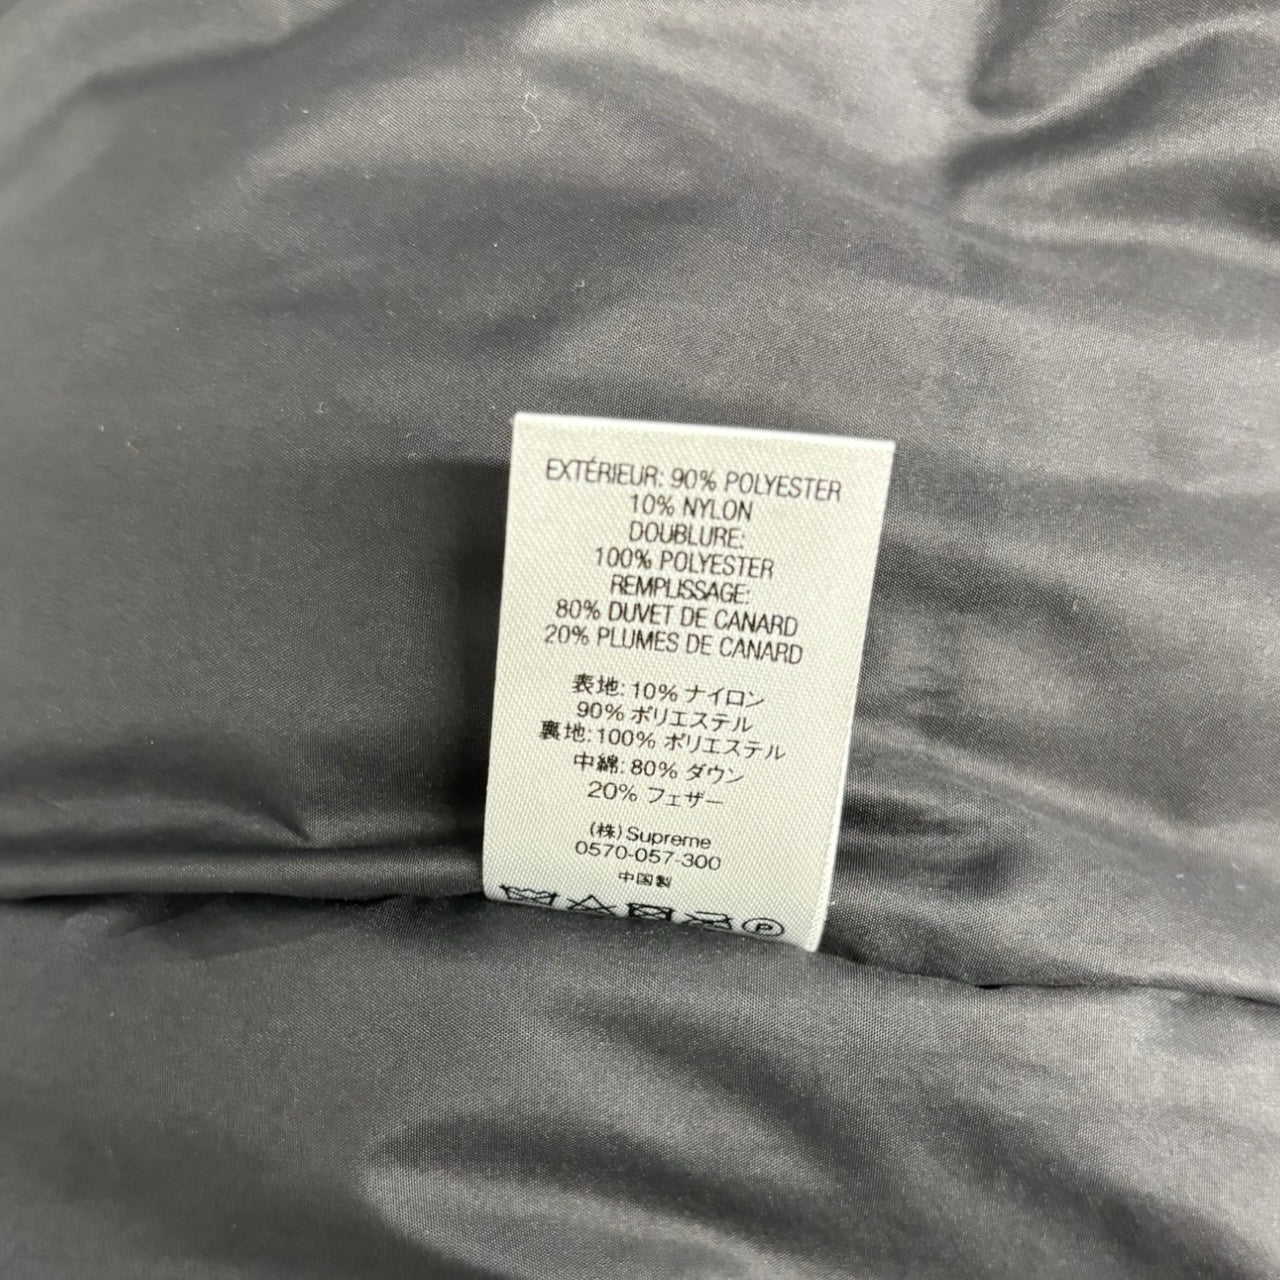 EXTÉRIEUR: 90% POLYESTER
10% NYLON
DOUBLURE:
100% POLYESTER
REMPLISSAGE:
80% DUVET DE CANARD
20% PLUMES DE CANARD
表地: 10% ナイロン
90% ポリエステル
裏地: 100% ポリエステル
中綿: 80% ダウン
20% フェザー
(株) Supreme
0570-057-300
中国製
P